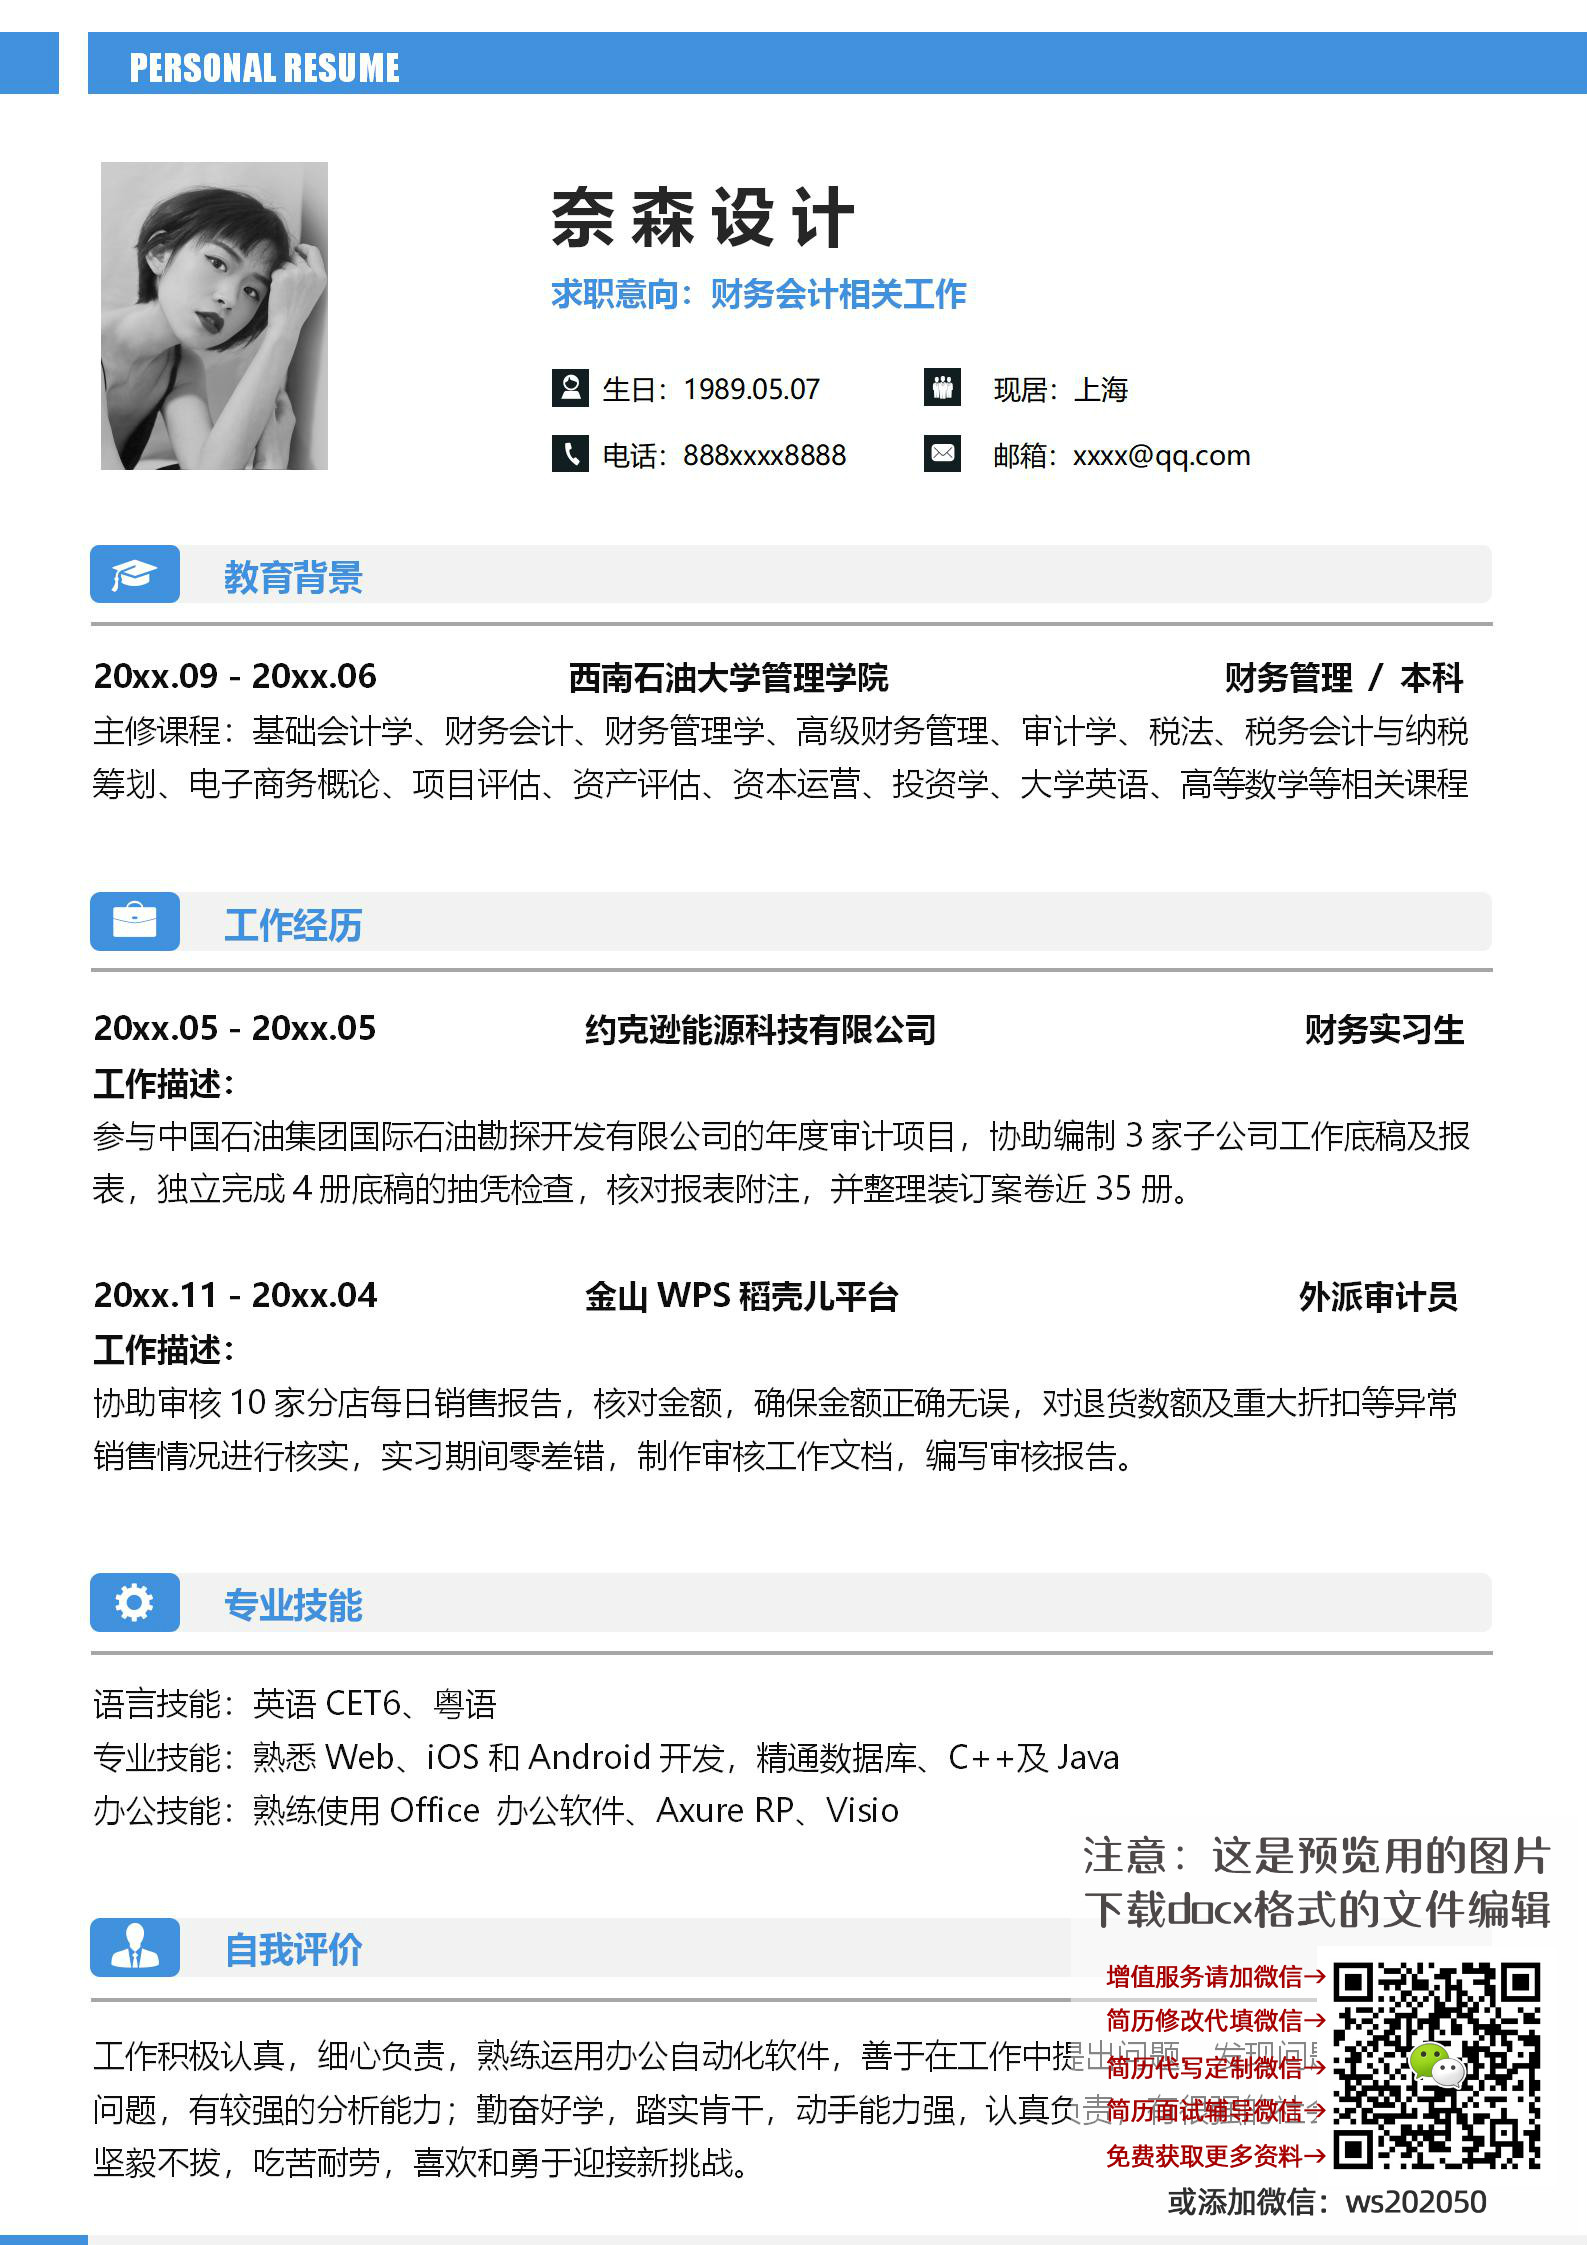 PERSONAL RESUME
奈森设计
求职意向：财务会计相关工作
生日：1989.05.07 现居：上海
电话：888xxxx8888 邮箱：xxxx@qq.com
教育背景
20xx.09 - 20xx.06 西南石油大学管理学院 财务管理 / 本科
主修课程：基础会计学、财务会计、财务管理学、高级财务管理、审计学、税法、税务会计与纳税
筹划、电子商务概论、项目评估、资产评估、资本运营、投资学、大学英语、高等数学等相关课程
工作经历
20xx.05 - 20xx.05 约克逊能源科技有限公司 财务实习生
工作描述：
参与中国石油集团国际石油勘探开发有限公司的年度审计项目，协助编制 3 家子公司工作底稿及报
表，独立完成 4 册底稿的抽凭检查，核对报表附注，并整理装订案卷近 35 册。
20xx.11 - 20xx.04 金山 WPS 稻壳儿平台 外派审计员
工作描述：
协助审核 10 家分店每日销售报告，核对金额，确保金额正确无误，对退货数额及重大折扣等异常
销售情况进行核实，实习期间零差错，制作审核工作文档，编写审核报告。
专业技能
语言技能：英语 CET6、粤语
专业技能：熟悉 Web、iOS 和 Android 开发，精通数据库、C++及 Java
办公技能：熟练使用 Office 办公软件、Axure RP、Visio
自我评价
工作积极认真，细心负责，熟练运用办公自动化软件，善于在工作中提出问题、发现问
问题，有较强的分析能力；勤奋好学，踏实肯干，动手能力强，认真负责，有很强的社
坚毅不拔，吃苦耐劳，喜欢和勇于迎接新挑战。
注意：这是预览用的图片
下载docx格式的文件编辑
增值服务请加微信→
简历修改代填微信→
简历代写定制微信→
简历面试辅导微信→
免费获取更多资料→
或添加微信：ws202050